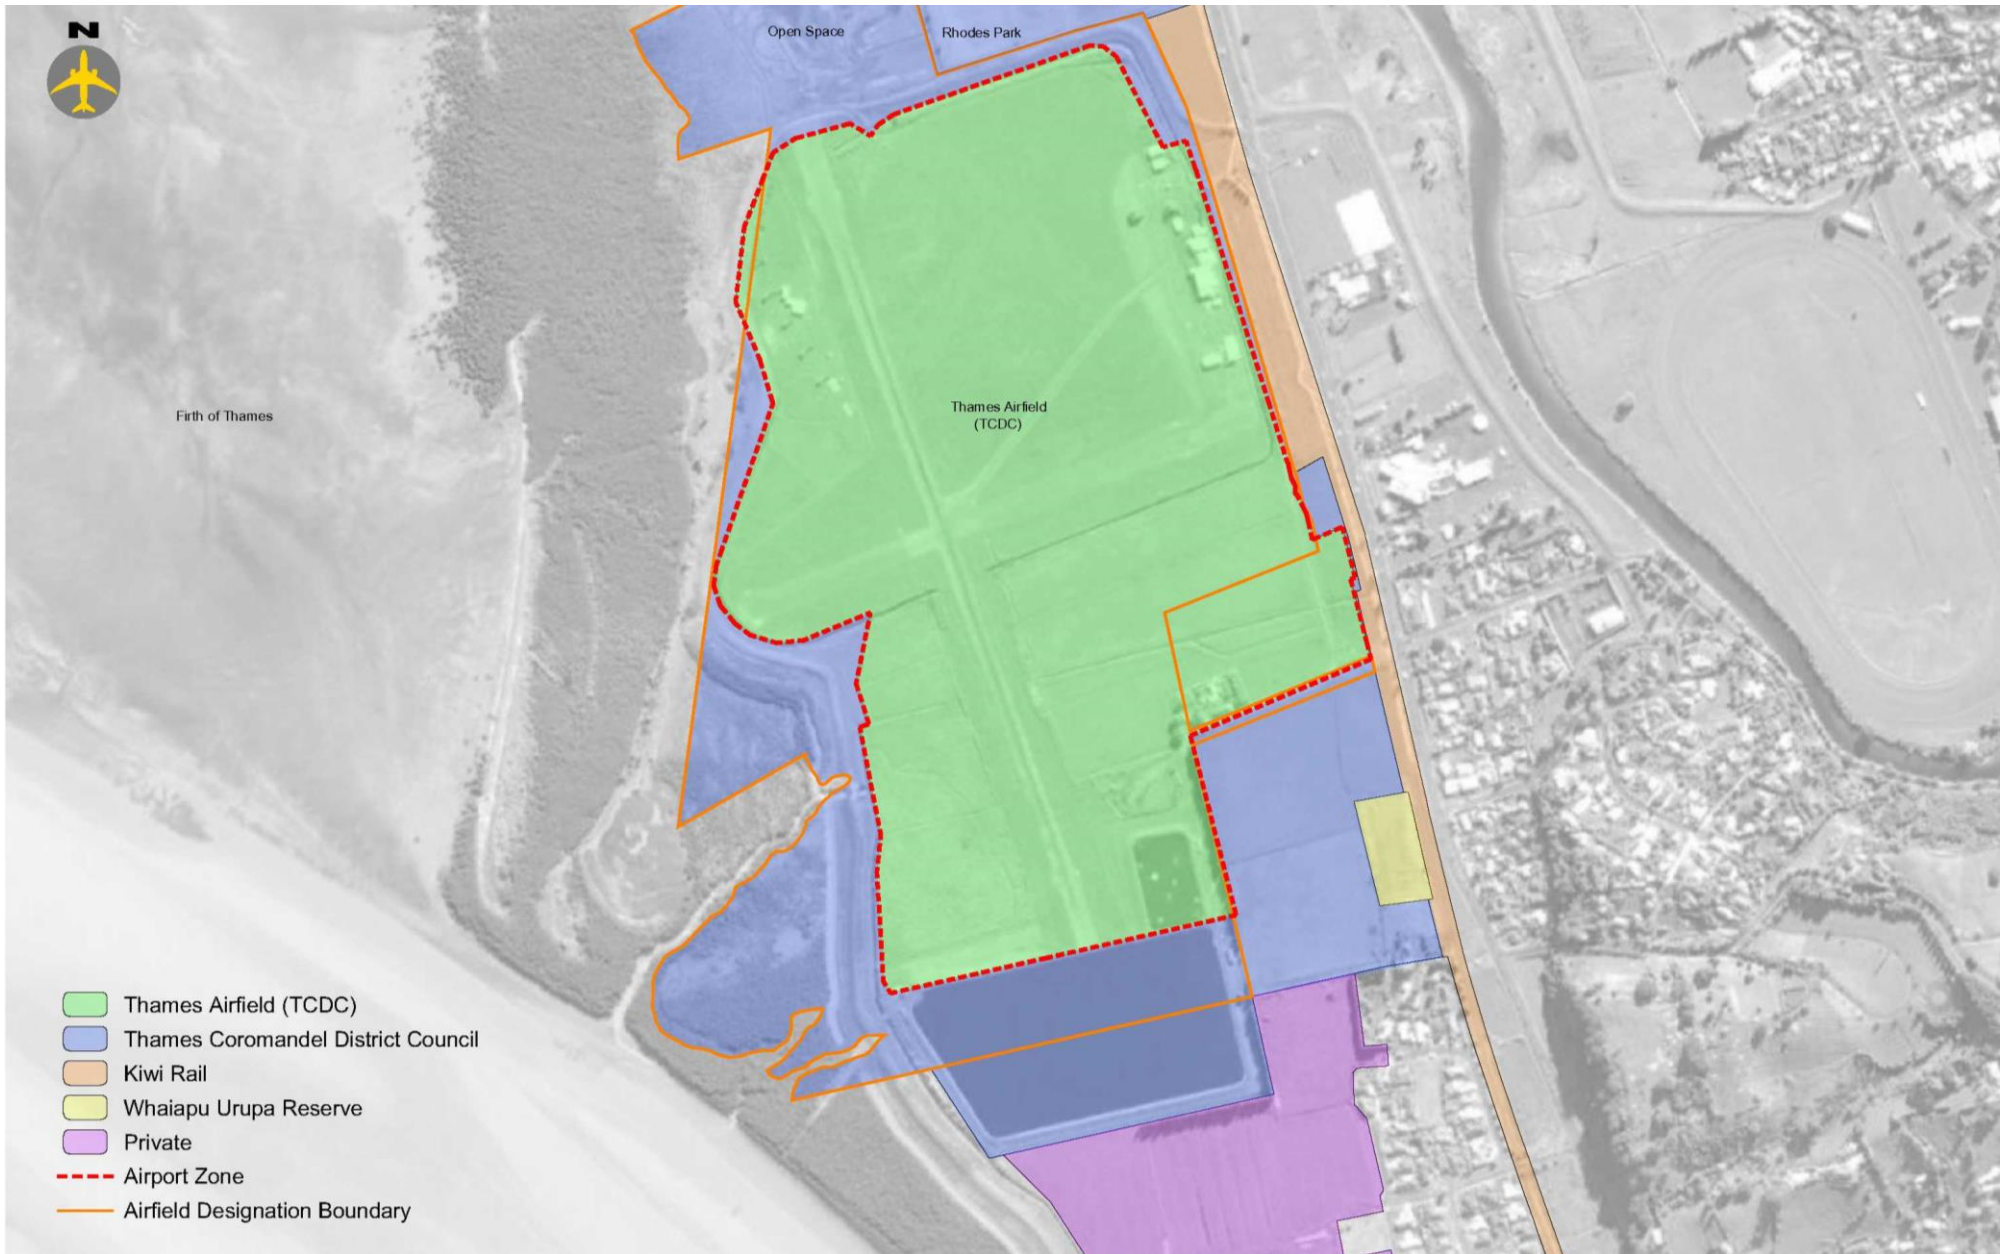 N
Open Space
Rhodes Park
Firth of Thames
Thames Airfield
(TCDC)
Thames Airfield (TCDC)
Thames Coromandel District Council
Kiwi Rail
Whaiapu Urupa Reserve
Private
Airport Zone
Airfield Designation Boundary